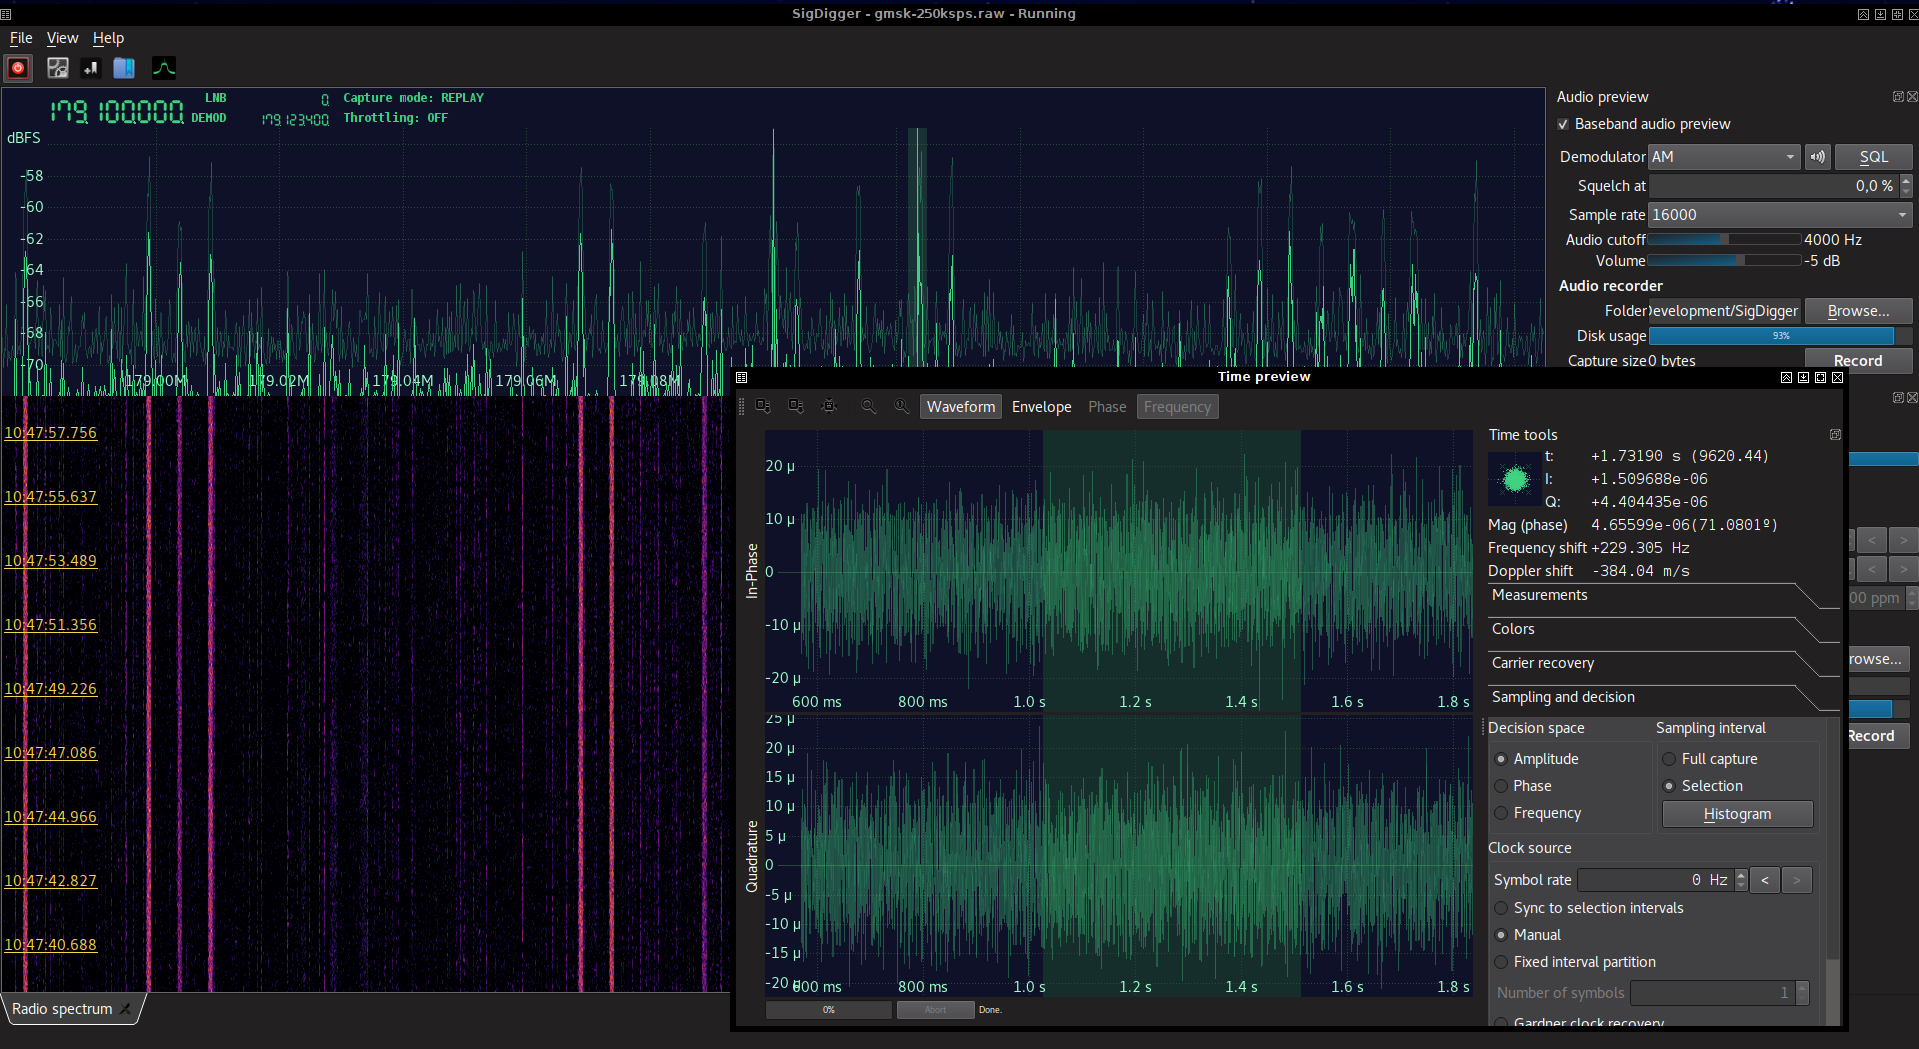 SigDigger - gmsk-250ksps.raw - Running
File View Help
179.100.000. LNB 0. Capture mode: REPLAY
DEMOD 179.123.400. Throttling: OFF
dBFS
-58
-60
-62
-64
-66
-68
-70
179.00M 179.02M 179.04M 179.06M 179.08M
10:47:57.756
10:47:55.637
10:47:53.489
10:47:51.356
10:47:49.226
10:47:47.086
10:47:44.966
10:47:42.827
10:47:40.688
Radio spectrum
Audio preview
Baseband audio preview
Demodulator AM SQL
Squelch at 0,0 %
Sample rate 16000
Audio cutoff 4000 Hz
Volume -5 dB
Audio recorder
Folder evelopment/SigDigger Browse...
Disk usage 93%
Capture size 0 bytes Record
< >
< >
00 ppm
rowse...
Record
Time preview
Waveform Envelope Phase Frequency
In-Phase
20 µ
10 µ
0
-10 µ
-20 µ
600 ms 800 ms 1.0 s 1.2 s 1.4 s 1.6 s 1.8 s
Quadrature
25 µ
20 µ
15 µ
10 µ
5 µ
0
-5 µ
-10 µ
-15 µ
-20 µ
600 ms 800 ms 1.0 s 1.2 s 1.4 s 1.6 s 1.8 s
0% Abort Done.
Time tools
t: +1.73190 s (9620.44)
I: +1.509688e-06
Q: +4.404435e-06
Mag (phase) 4.65599e-06(71.0801º)
Frequency shift +229.305 Hz
Doppler shift -384.04 m/s
Measurements
Colors
Carrier recovery
Sampling and decision
Decision space Sampling interval
Amplitude Full capture
Phase Selection
Frequency Histogram
Clock source
Symbol rate 0 Hz < >
Sync to selection intervals
Manual
Fixed interval partition
Number of symbols 1
Gardner clock recovery